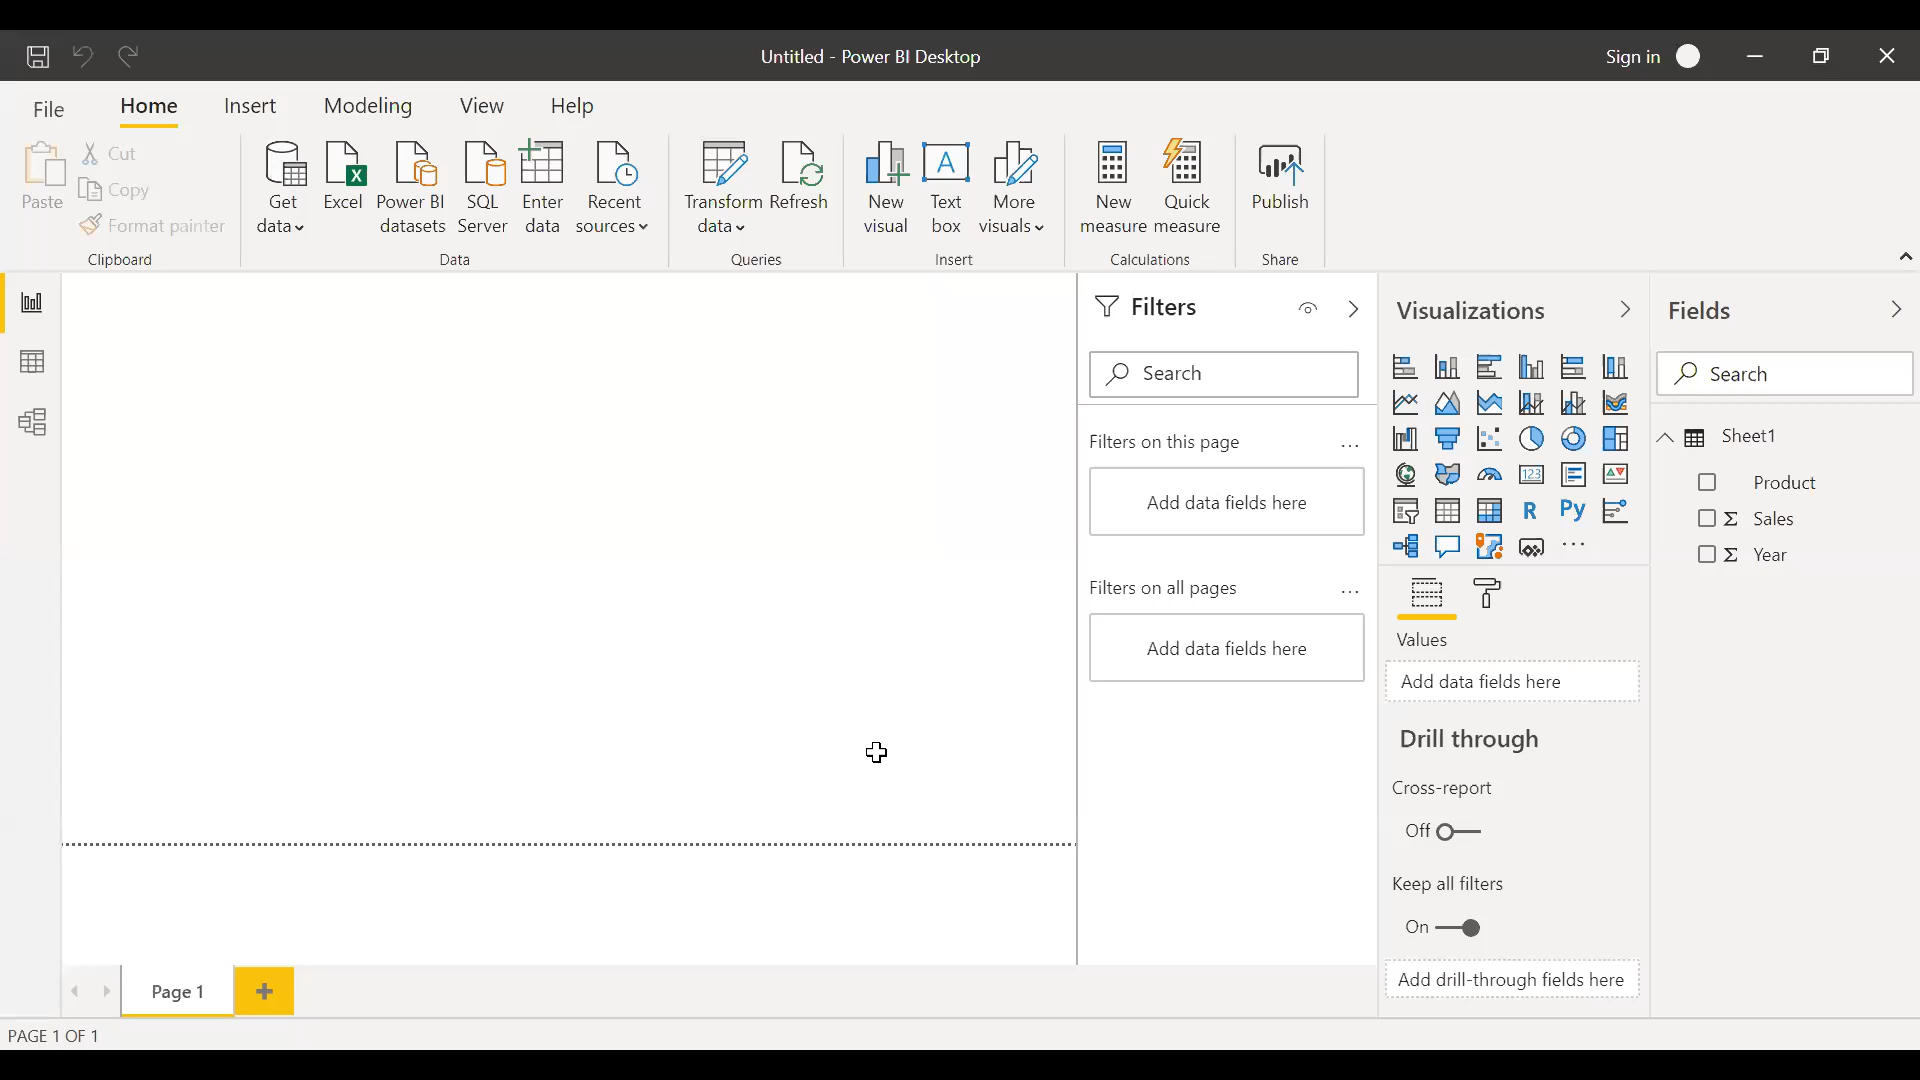 Untitled - Power BI Desktop
Sign in
File
Home
Insert
Modeling
View
Help
Paste
Cut
Copy
Format painter
Clipboard
Get
data
Excel
Power BI
datasets
SQL
Server
Enter
data
Recent
sources
Data
Transform
data
Refresh
Queries
New
visual
A
Text
box
More
visuals
Insert
New
measure
Quick
measure
Calculations
Publish
Share
Filters
Search
Filters on this page
...
Add data fields here
Filters on all pages
...
Add data fields here
Visualizations
123
R
Py
...
Values
Add data fields here
Drill through
Cross-report
Off
Keep all filters
On
Add drill-through fields here
Fields
Search
Sheet1
Product
Σ Sales
Σ Year
Page 1
PAGE 1 OF 1